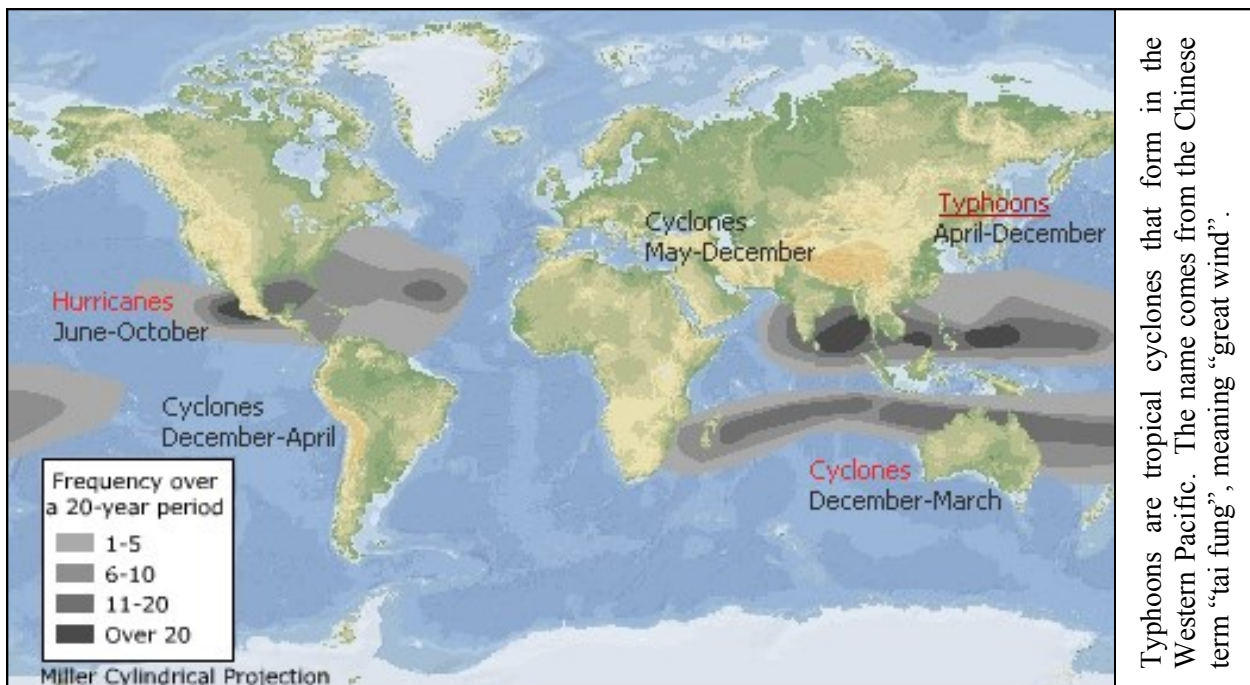 Cyclones
May-December
Typhoons
April-December
Hurricanes
June-October
Cyclones
December-April
Cyclones
December-March
Frequency over
a 20-year period
1-5
6-10
11-20
Over 20
Miller Cylindrical Projection
Typhoons are tropical cyclones that form in the
Western Pacific. The name comes from the Chinese
term “tai fung”, meaning “great wind”.